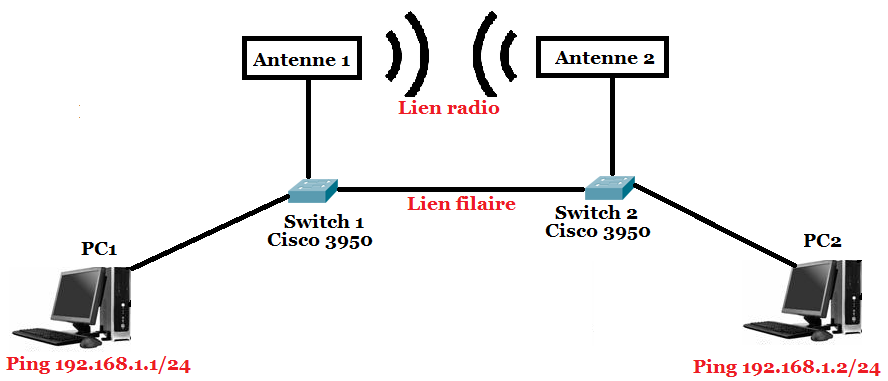 Antenne 1
Antenne 2
Lien radio
Lien filaire
Switch 1
Cisco 3950
Switch 2
Cisco 3950
PC1
PC2
Ping 192.168.1.1/24
Ping 192.168.1.2/24